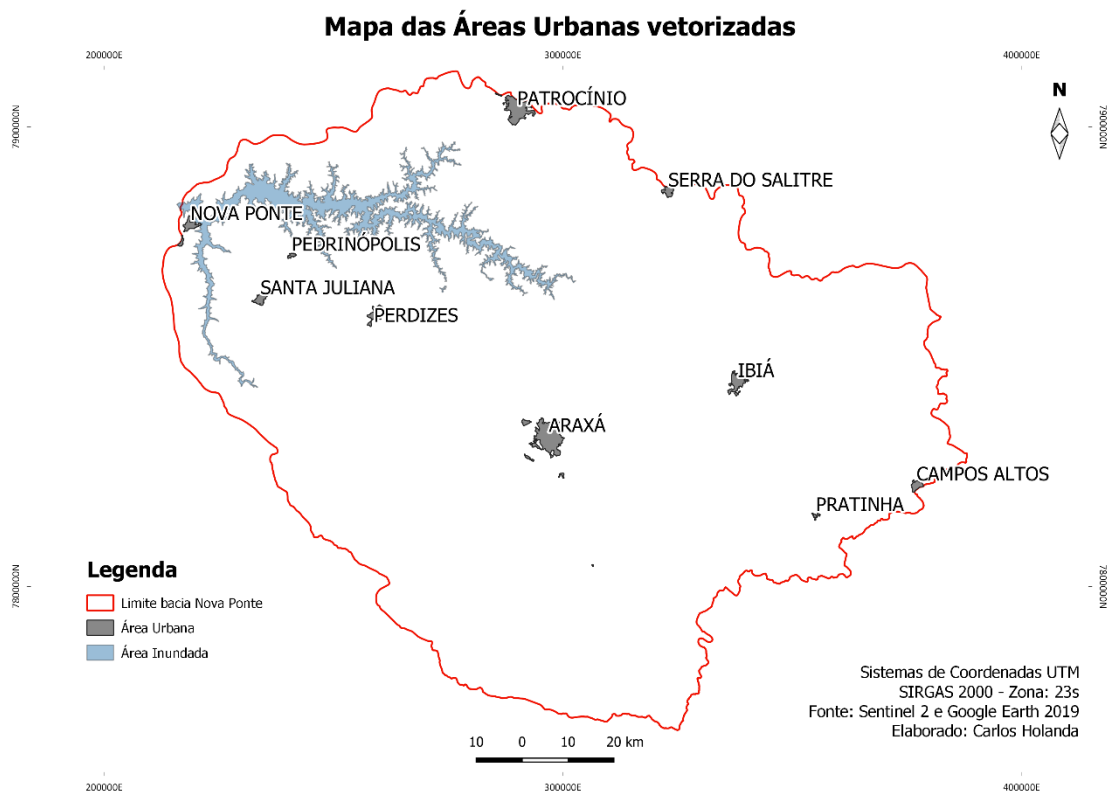 Mapa das Áreas Urbanas vetorizadas
200000E 300000E 400000E
N
7900000N 7900000N
PATROCÍNIO
SERRA DO SALITRE
NOVA PONTE
PEDRINÓPOLIS
SANTA JULIANA
PERDIZES
IBIÁ
ARAXÁ
CAMPOS ALTOS
PRATINHA
7800000N 7800000N
Legenda
Limite bacia Nova Ponte
Área Urbana
Área Inundada
Sistemas de Coordenadas UTM
SIRGAS 2000 - Zona: 23s
Fonte: Sentinel 2 e Google Earth 2019
Elaborado: Carlos Holanda
10 0 10 20 km
200000E 300000E 400000E